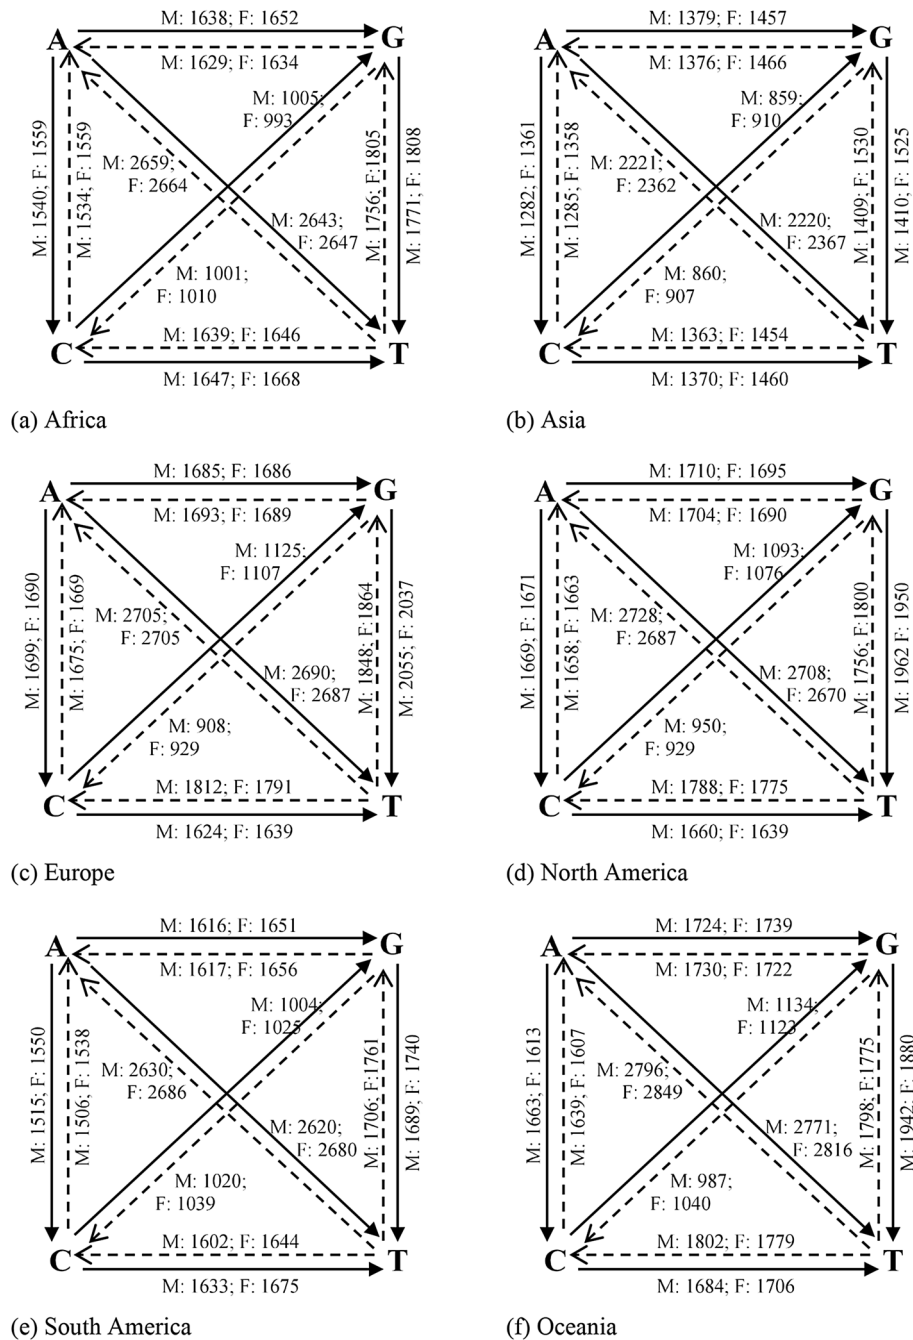 M: 1638; F: 1652
A G
M: 1629; F: 1634
M: 1005;
F: 993
M: 1540; F: 1559
M: 1534; F: 1559
M: 2659;
F: 2664
M: 2643;
F: 2647
M: 1756; F:1805
M: 1771; F: 1808
M: 1001;
F: 1010
M: 1639; F: 1646
C T
M: 1647; F: 1668
(a) Africa
M: 1379; F: 1457
A G
M: 1376; F: 1466
M: 859;
F: 910
M: 1282; F: 1361
M: 1285; F: 1358
M: 2221;
F: 2362
M: 2220;
F: 2367
M: 1409; F: 1530
M: 1410; F: 1525
M: 860;
F: 907
M: 1363; F: 1454
C T
M: 1370; F: 1460
(b) Asia
M: 1685; F: 1686
A G
M: 1693; F: 1689
M: 1125;
F: 1107
M: 1699; F: 1690
M: 1675; F: 1669
M: 2705;
F: 2705
M: 2690;
F: 2687
M: 1848; F:1864
M: 2055; F: 2037
M: 908;
F: 929
M: 1812; F: 1791
C T
M: 1624; F: 1639
(c) Europe
M: 1710; F: 1695
A G
M: 1704; F: 1690
M: 1093;
F: 1076
M: 1669; F: 1671
M: 1658; F: 1663
M: 2728;
F: 2687
M: 2708;
F: 2670
M: 1756; F:1800
M: 1962 F: 1950
M: 950;
F: 929
M: 1788; F: 1775
C T
M: 1660; F: 1639
(d) North America
M: 1616; F: 1651
A G
M: 1617; F: 1656
M: 1004;
F: 1025
M: 1515; F: 1550
M: 1506; F: 1538
M: 2630;
F: 2686
M: 2620;
F: 2680
M: 1706; F:1761
M: 1689; F: 1740
M: 1020;
F: 1039
M: 1602; F: 1644
C T
M: 1633; F: 1675
(e) South America
M: 1724; F: 1739
A G
M: 1730; F: 1722
M: 1134;
F: 1123
M: 1663; F: 1613
M: 1639; F: 1607
M: 2796;
F: 2849
M: 2771;
F: 2816
M: 1798; F: 1775
M: 1942; F: 1880
M: 987;
F: 1040
M: 1802; F: 1779
C T
M: 1684; F: 1706
(f) Oceania